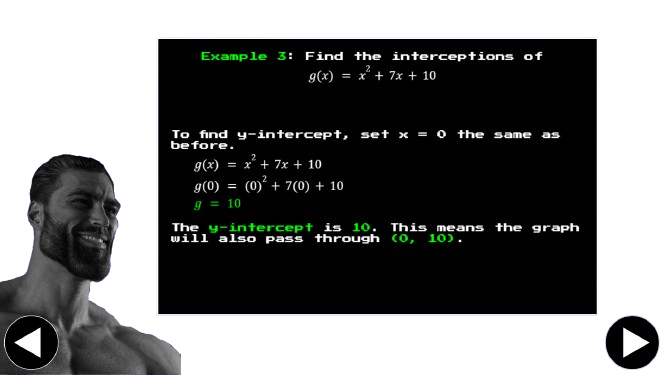 Example 3: Find the interceptions of
g(x) = x² + 7x + 10
To find y-intercept, set x = 0 the same as
before.
g(x) = x² + 7x + 10
g(0) = (0)² + 7(0) + 10
g = 10
The y-intercept is 10. This means the graph
will also pass through (0, 10).